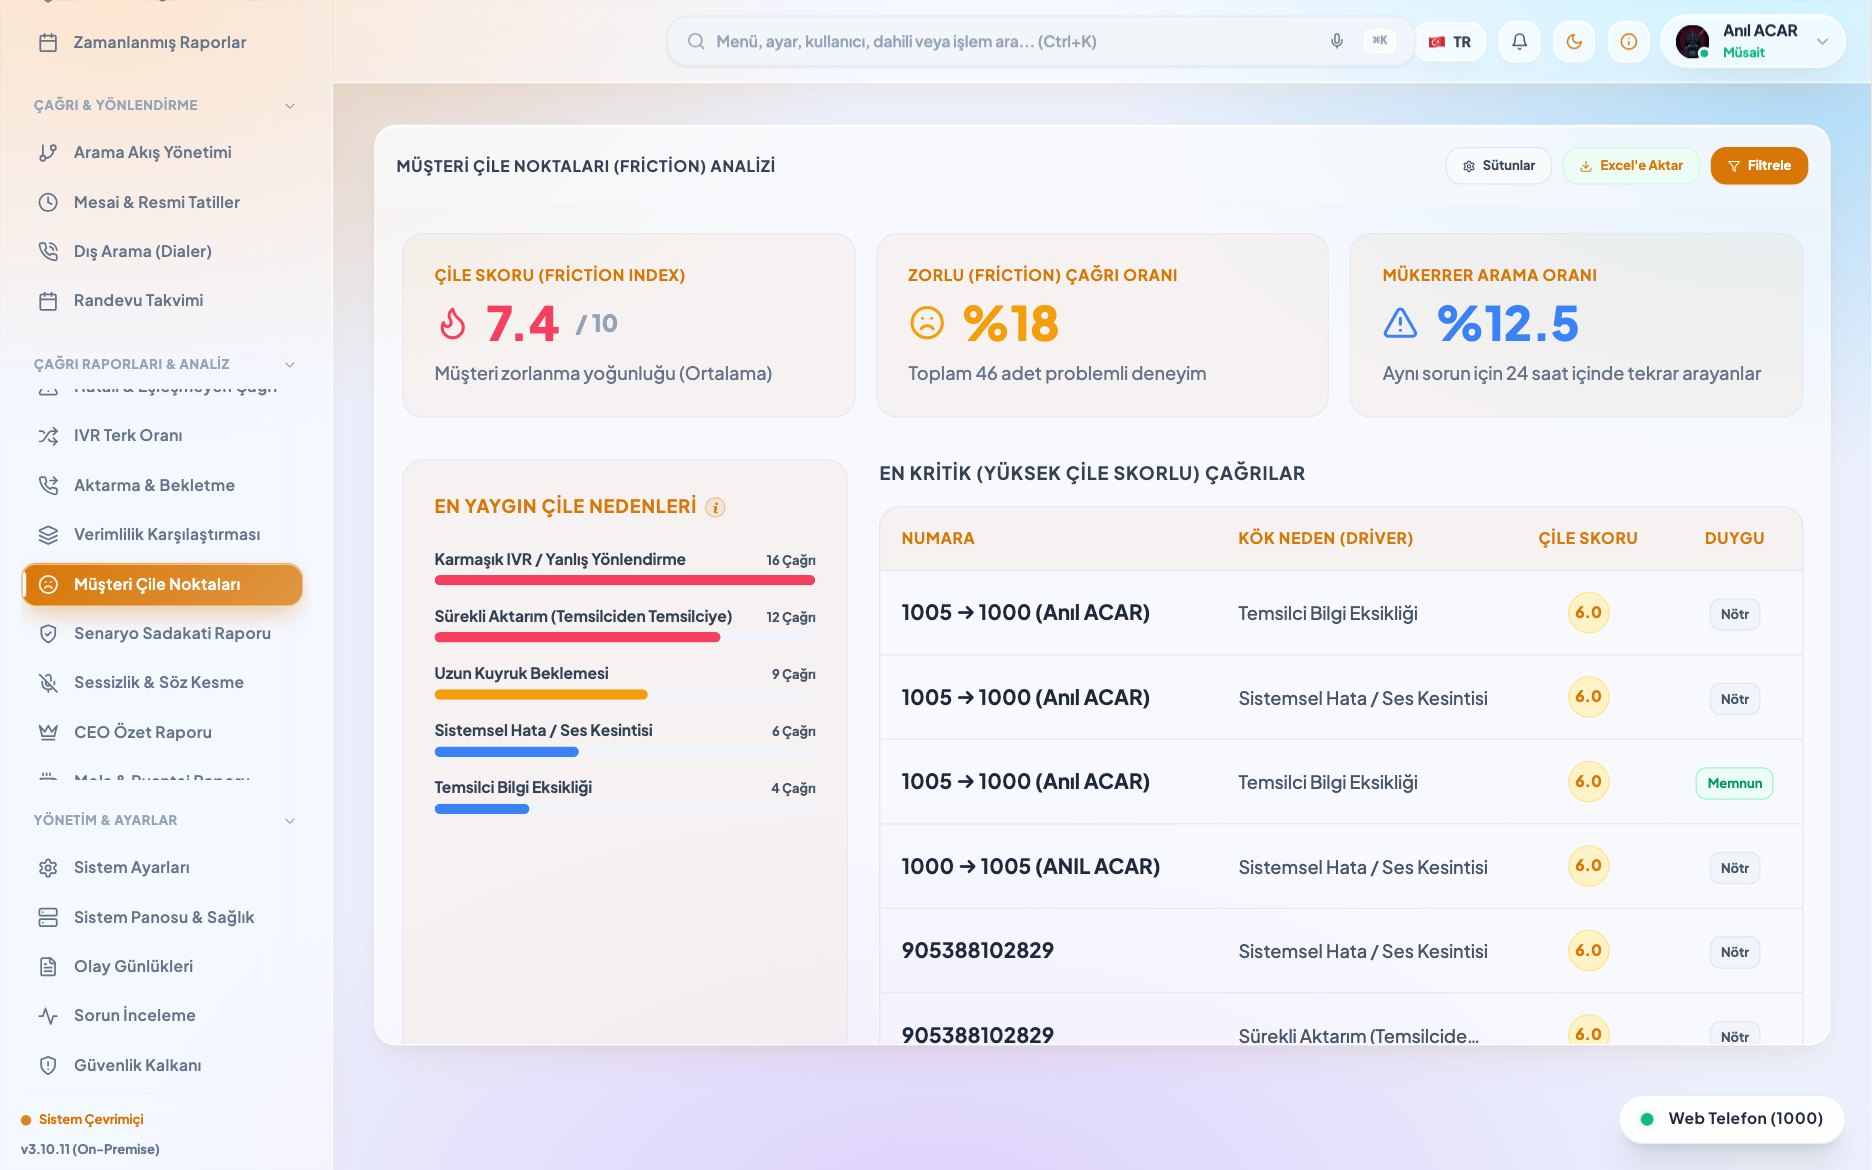 Zamanlanmış Raporlar
ÇAĞRI & YÖNLENDİRME
Arama Akış Yönetimi
Mesai & Resmi Tatiller
Dış Arama (Dialer)
Randevu Takvimi
ÇAĞRI RAPORLARI & ANALİZ
Hatalı & Eşleşmeyen Çağrı
IVR Terk Oranı
Aktarma & Bekletme
Verimlilik Karşılaştırması
Müşteri Çile Noktaları
Senaryo Sadakati Raporu
Sessizlik & Söz Kesme
CEO Özet Raporu
YÖNETİM & AYARLAR
Sistem Ayarları
Sistem Panosu & Sağlık
Olay Günlükleri
Sorun İnceleme
Güvenlik Kalkanı
Sistem Çevrimiçi
v3.10.11 (On-Premise)
Menü, ayar, kullanıcı, dahili veya işlem ara... (Ctrl+K)
⌘K
TR
Anıl ACAR
Müsait
MÜŞTERİ ÇİLE NOKTALARI (FRICTION) ANALİZİ
Sütunlar
Excel'e Aktar
Filtrele
ÇİLE SKORU (FRİCTİON INDEX)
7.4 / 10
Müşteri zorlanma yoğunluğu (Ortalama)
ZORLU (FRİCTİON) ÇAĞRI ORANI
%18
Toplam 46 adet problemli deneyim
MÜKERRER ARAMA ORANI
%12.5
Aynı sorun için 24 saat içinde tekrar arayanlar
EN YAYGIN ÇİLE NEDENLERİ i
Karmaşık IVR / Yanlış Yönlendirme 16 Çağrı
Sürekli Aktarım (Temsilciden Temsilciye) 12 Çağrı
Uzun Kuyruk Beklemesi 9 Çağrı
Sistemsel Hata / Ses Kesintisi 6 Çağrı
Temsilci Bilgi Eksikliği 4 Çağrı
EN KRİTİK (YÜKSEK ÇİLE SKORLU) ÇAĞRILAR
NUMARA KÖK NEDEN (DRIVER) ÇİLE SKORU DUYGU
1005 → 1000 (Anıl ACAR) Temsilci Bilgi Eksikliği 6.0 Nötr
1005 → 1000 (Anıl ACAR) Sistemsel Hata / Ses Kesintisi 6.0 Nötr
1005 → 1000 (Anıl ACAR) Temsilci Bilgi Eksikliği 6.0 Memnun
1000 → 1005 (ANIL ACAR) Sistemsel Hata / Ses Kesintisi 6.0 Nötr
905388102829 Sistemsel Hata / Ses Kesintisi 6.0 Nötr
905388102829 Sürekli Aktarım (Temsilcide... 6.0 Nötr
Web Telefon (1000)